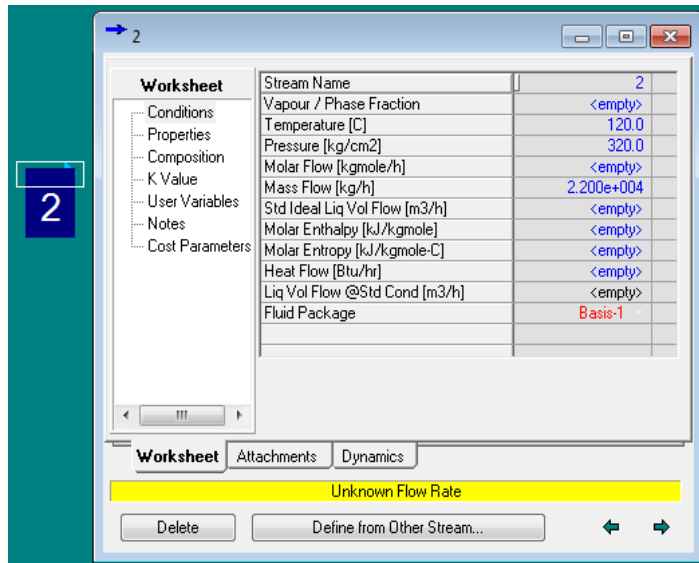 2
2
Worksheet
Conditions
Properties
Composition
K Value
User Variables
Notes
Cost Parameters
Stream Name 2
Vapour / Phase Fraction <empty>
Temperature [C] 120.0
Pressure [kg/cm2] 320.0
Molar Flow [kgmole/h] <empty>
Mass Flow [kg/h] 2.200e+004
Std Ideal Liq Vol Flow [m3/h] <empty>
Molar Enthalpy [kJ/kgmole] <empty>
Molar Entropy [kJ/kgmole-C] <empty>
Heat Flow [Btu/hr] <empty>
Liq Vol Flow @Std Cond [m3/h] <empty>
Fluid Package Basis-1
Worksheet Attachments Dynamics
Unknown Flow Rate
Delete Define from Other Stream...